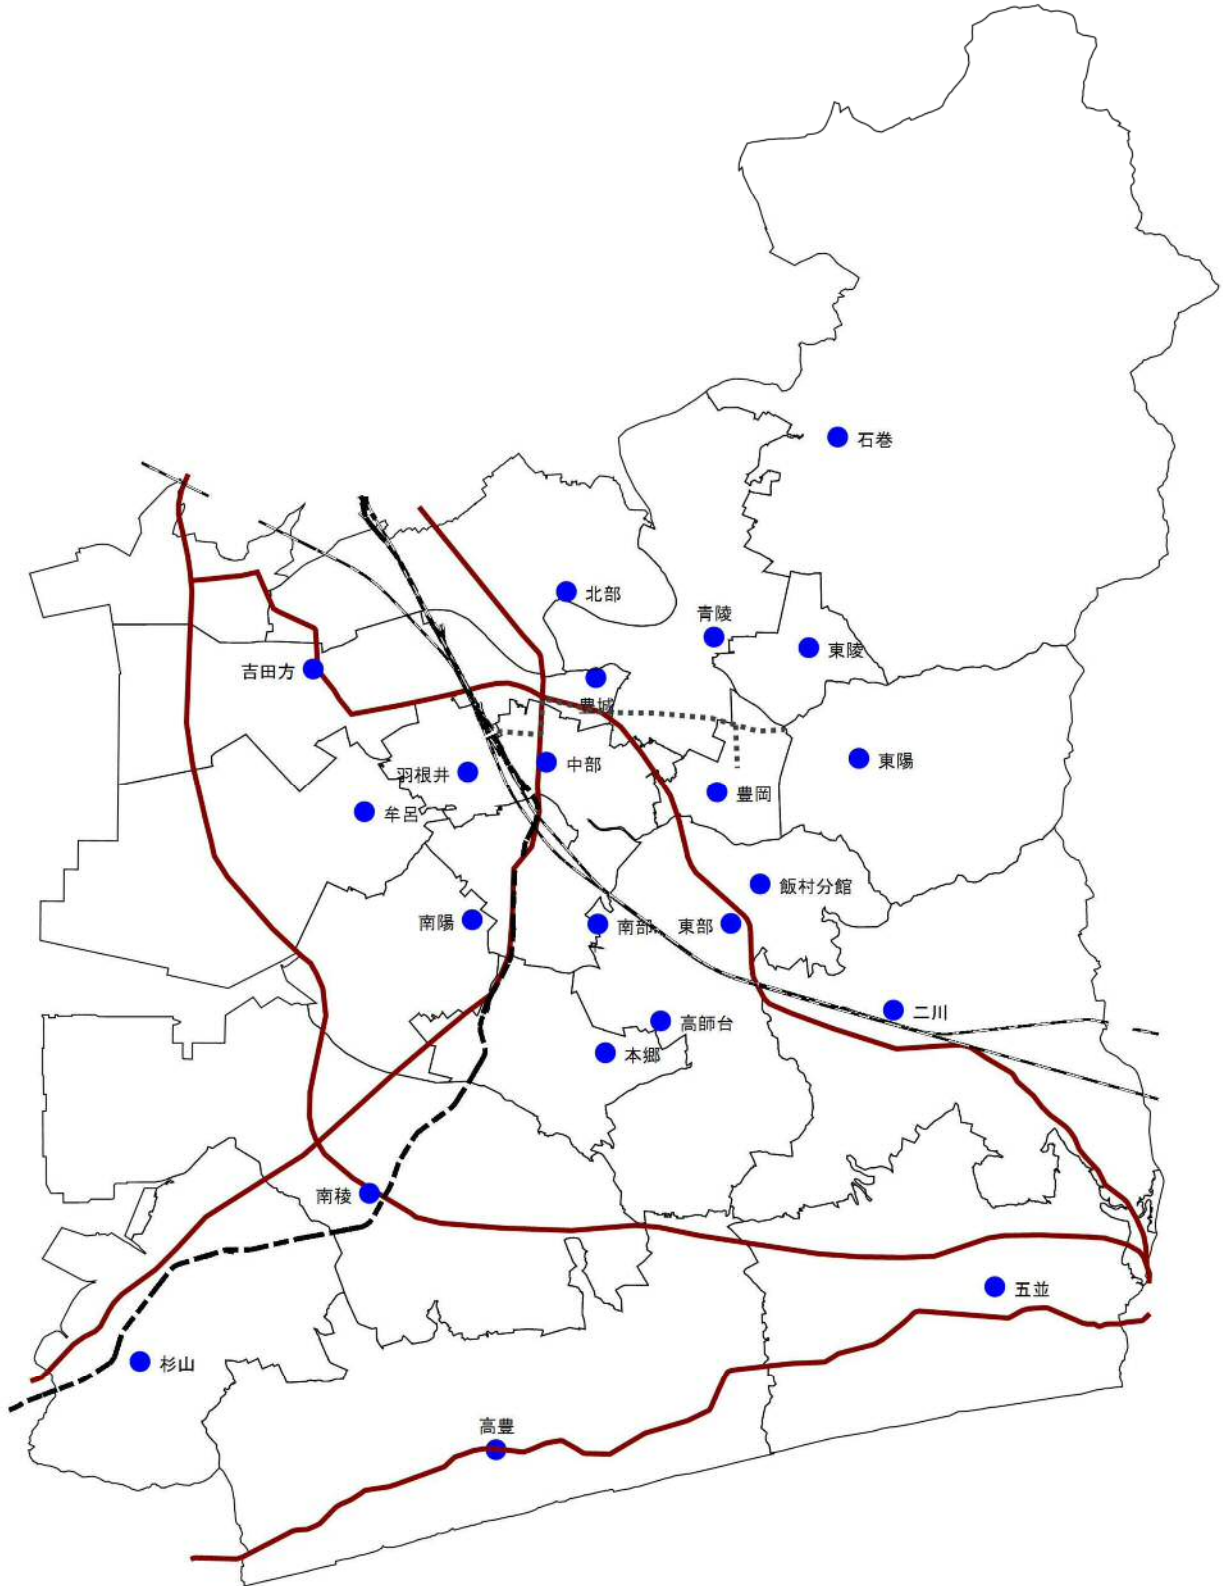 石巻
北部
青陵
東陵
吉田方
豊城
東陽
中部
羽根井
豊岡
牟呂
飯村分館
南陽
南部
東部
二川
高師台
本郷
南稜
五並
杉山
高豊